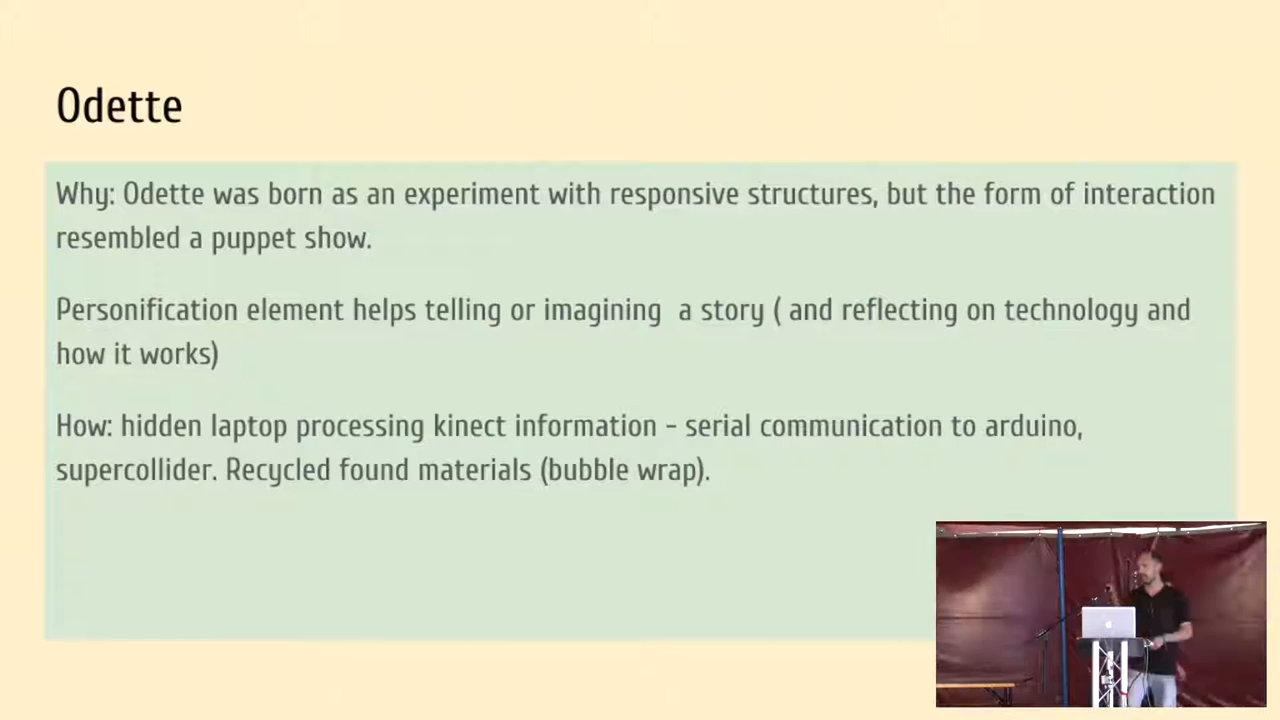 Odette
Why: Odette was born as an experiment with responsive structures, but the form of interaction
resembled a puppet show.
Personification element helps telling or imagining  a story ( and reflecting on technology and
how it works)
How: hidden laptop processing kinect information - serial communication to arduino,
supercollider. Recycled found materials (bubble wrap).